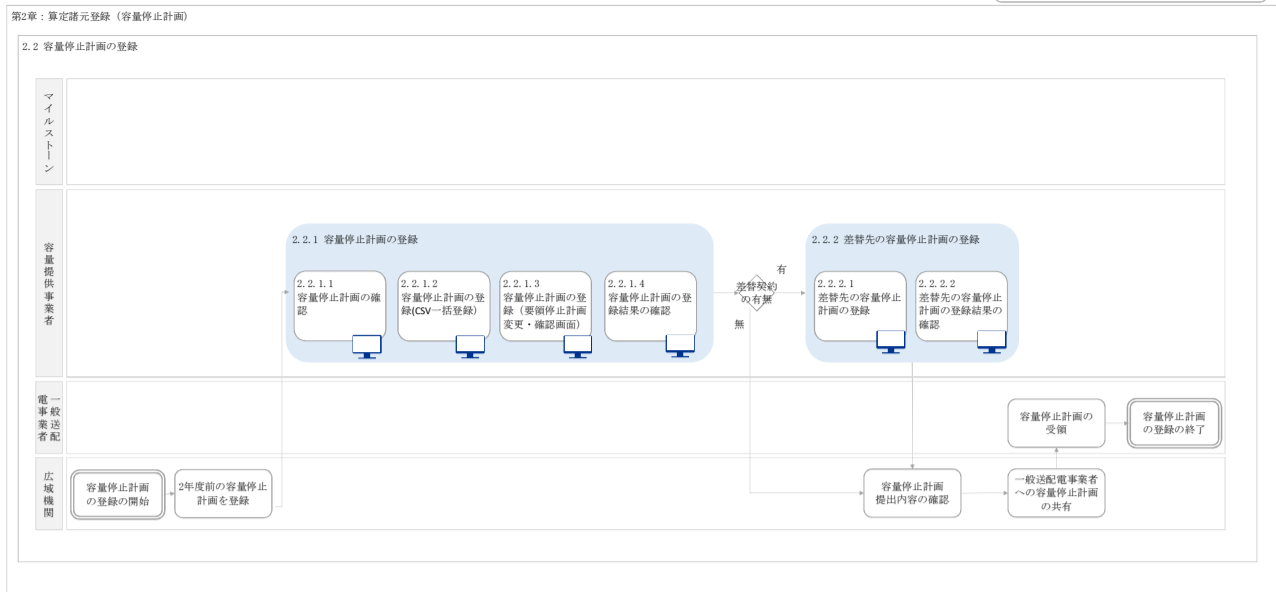 第2章：算定諸元登録（容量停止計画）
2.2 容量停止計画の登録
マイルストーン
容量提供事業者
2.2.1 容量停止計画の登録
2.2.1.1
容量停止計画の確
認
2.2.1.2
容量停止計画の登
録(CSV一括登録）
2.2.1.3
容量停止計画の登
録（要領停止計画
変更・確認画面）
2.2.1.4
容量停止計画の登
録結果の確認
差替契約
の有無
有
無
2.2.2 差替先の容量停止計画の登録
2.2.2.1
差替先の容量停止
計画の登録
2.2.2.2
差替先の容量停止
計画の登録結果の
確認
一般送配
電事業者
容量停止計画の
受領
容量停止計画
の登録の終了
広域機関
容量停止計画
の登録の開始
2年度前の容量停止
計画を登録
容量停止計画
提出内容の確認
一般送配電事業者
への容量停止計画
の共有